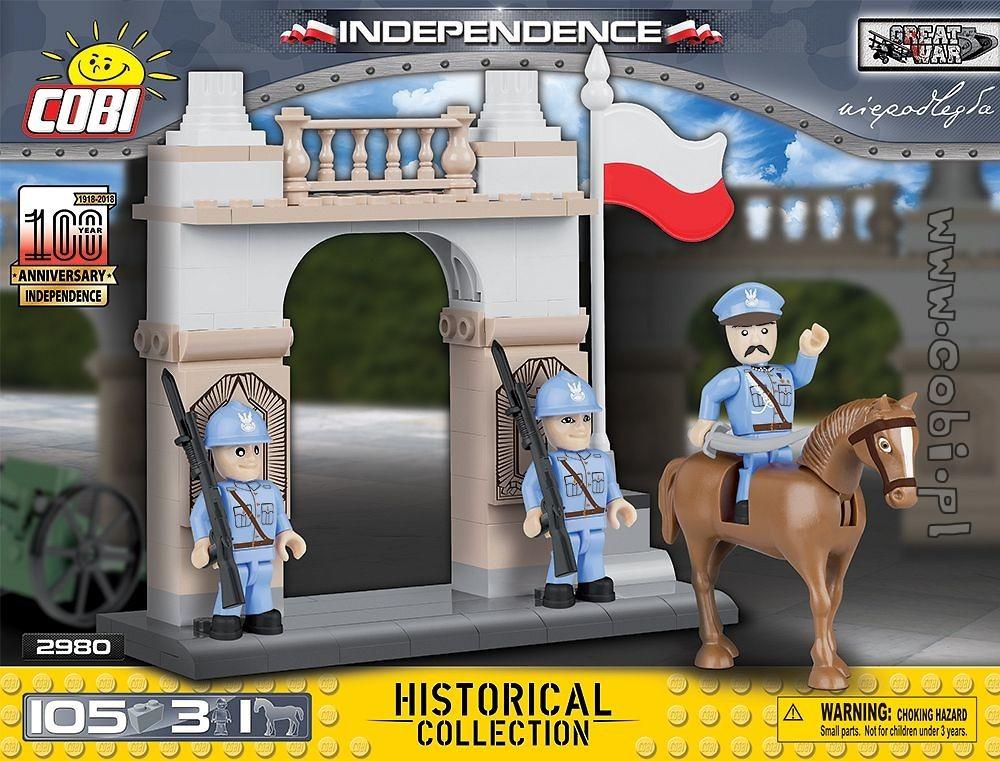 INDEPENDENCE
COBI
GREAT
WAR
niepodległa
1918-2018
100
YEAR
ANNIVERSARY
INDEPENDENCE
www.cobi.pl
2980
105 3 1
HISTORICAL
COLLECTION
WARNING: CHOKING HAZARD
Small parts. Not for children under 3 years.